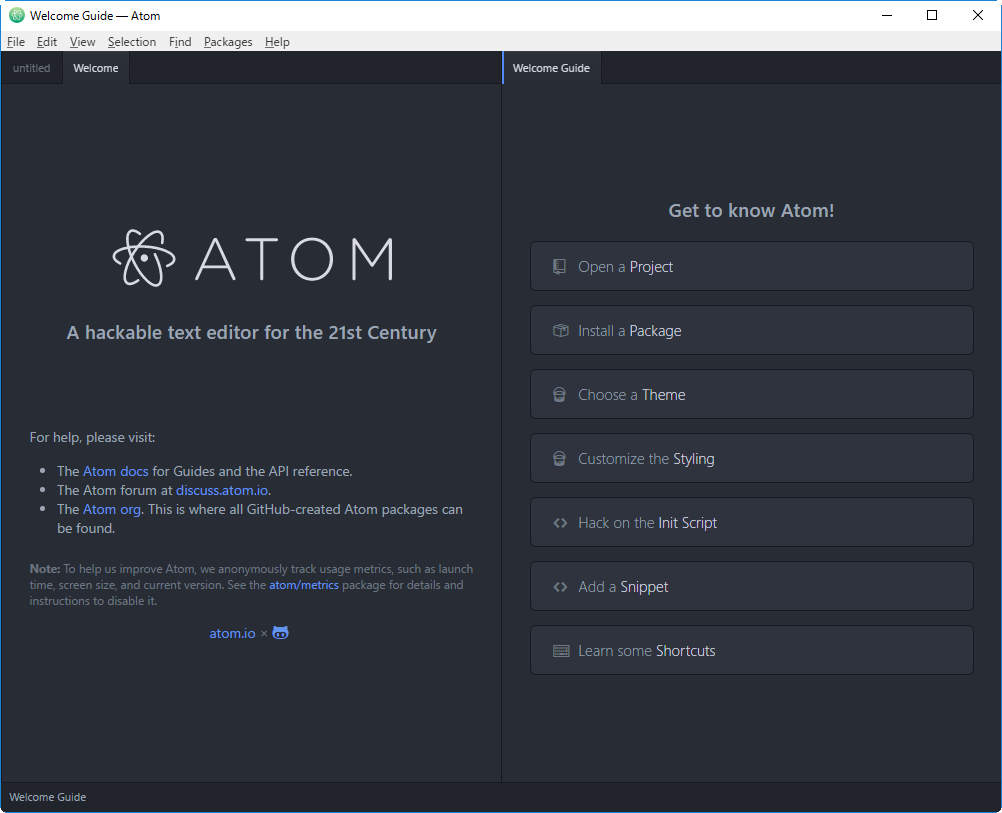 Welcome Guide — Atom
File Edit View Selection Find Packages Help
untitled Welcome
Welcome Guide
ATOM
A hackable text editor for the 21st Century
For help, please visit:
• The Atom docs for Guides and the API reference.
• The Atom forum at discuss.atom.io.
• The Atom org. This is where all GitHub-created Atom packages can
be found.
Note: To help us improve Atom, we anonymously track usage metrics, such as launch
time, screen size, and current version. See the atom/metrics package for details and
instructions to disable it.
atom.io ×
Get to know Atom!
Open a Project
Install a Package
Choose a Theme
Customize the Styling
Hack on the Init Script
Add a Snippet
Learn some Shortcuts
Welcome Guide